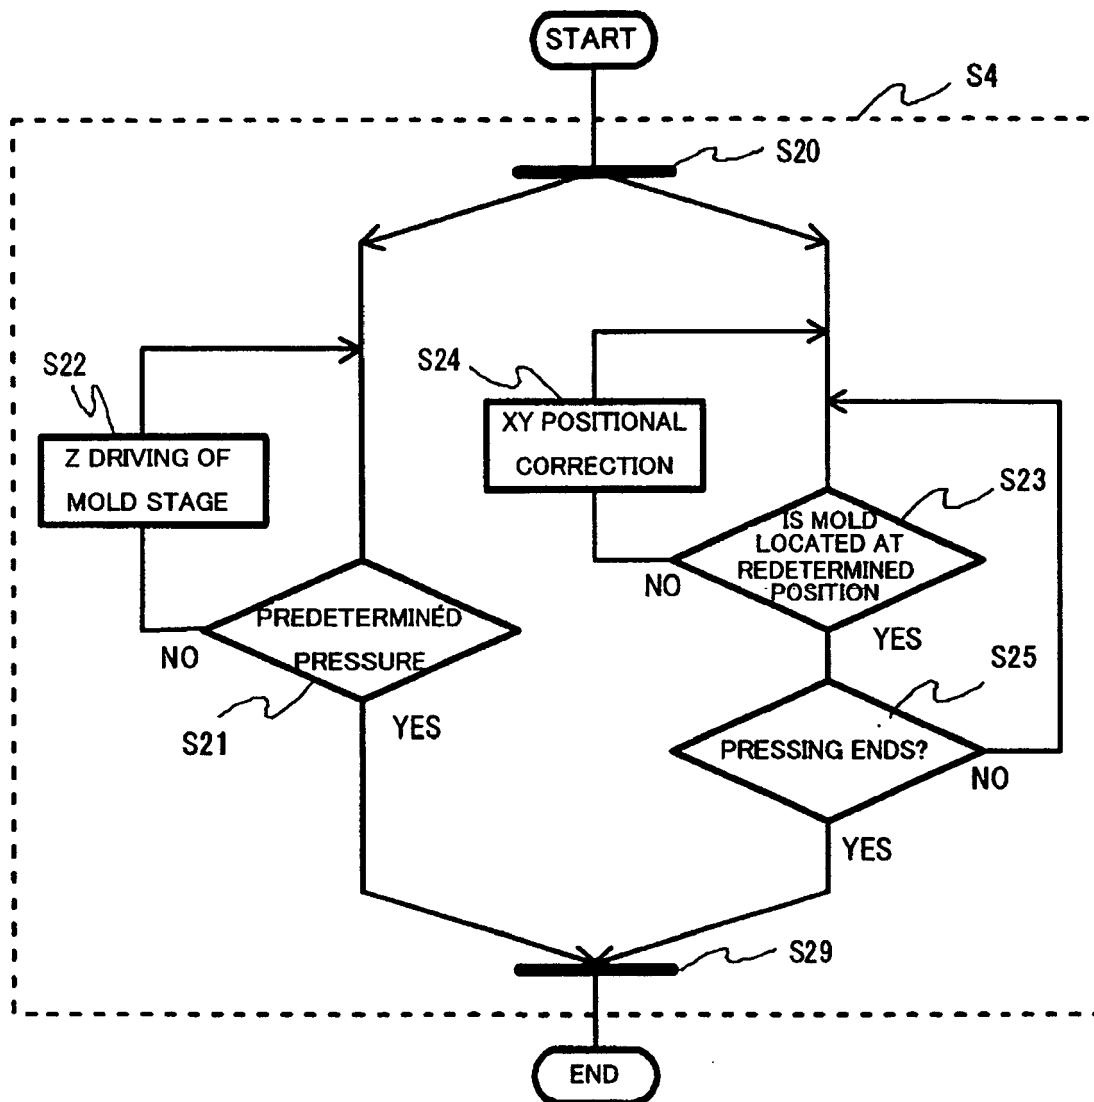 START
S4
S20
S22
Z DRIVING OF
MOLD STAGE
S24
XY POSITIONAL
CORRECTION
S23
IS MOLD
LOCATED AT
REDETERMINED
POSITION
NO
YES
PREDETERMINED
PRESSURE
NO
YES
S21
S25
PRESSING ENDS?
NO
YES
S29
END